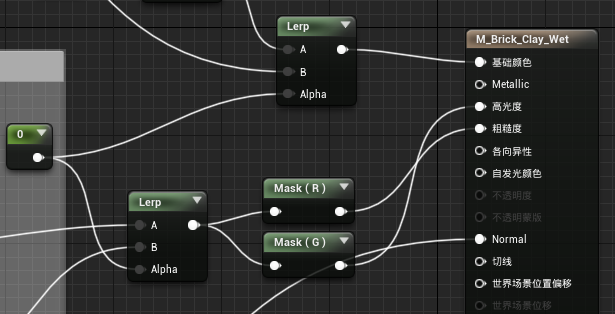 Lerp
A
B
Alpha
0
Lerp
A
B
Alpha
Mask ( R )
Mask ( G )
M_Brick_Clay_Wet
基础颜色
Metallic
高光度
粗糙度
各向异性
自发光颜色
不透明度
不透明蒙版
Normal
切线
世界场景位置偏移
世界场景位移